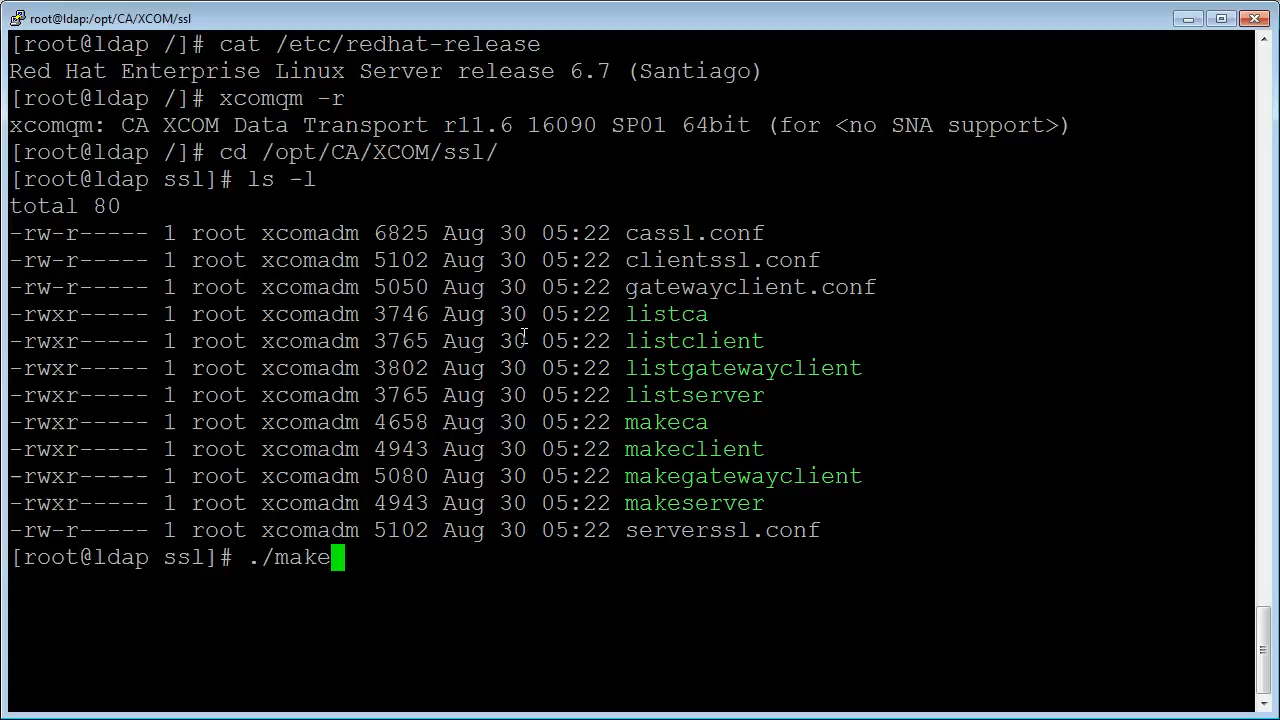 root@ldap:/opt/CA/XCOM/ssl
[root@ldap /]# cat /etc/redhat-release
Red Hat Enterprise Linux Server release 6.7 (Santiago)
[root@ldap /]# xcomqm -r
xcomqm: CA XCOM Data Transport r11.6 16090 SP01 64bit (for <no SNA support>)
[root@ldap /]# cd /opt/CA/XCOM/ssl/
[root@ldap ssl]# ls -l
total 80
-rw-r----- 1 root xcomadm 6825 Aug 30 05:22 cassl.conf
-rw-r----- 1 root xcomadm 5102 Aug 30 05:22 clientssl.conf
-rw-r----- 1 root xcomadm 5050 Aug 30 05:22 gatewayclient.conf
-rwxr----- 1 root xcomadm 3746 Aug 30 05:22 listca
-rwxr----- 1 root xcomadm 3765 Aug 30 05:22 listclient
-rwxr----- 1 root xcomadm 3802 Aug 30 05:22 listgatewayclient
-rwxr----- 1 root xcomadm 3765 Aug 30 05:22 listserver
-rwxr----- 1 root xcomadm 4658 Aug 30 05:22 makeca
-rwxr----- 1 root xcomadm 4943 Aug 30 05:22 makeclient
-rwxr----- 1 root xcomadm 5080 Aug 30 05:22 makegatewayclient
-rwxr----- 1 root xcomadm 4943 Aug 30 05:22 makeserver
-rw-r----- 1 root xcomadm 5102 Aug 30 05:22 serverssl.conf
[root@ldap ssl]# ./make